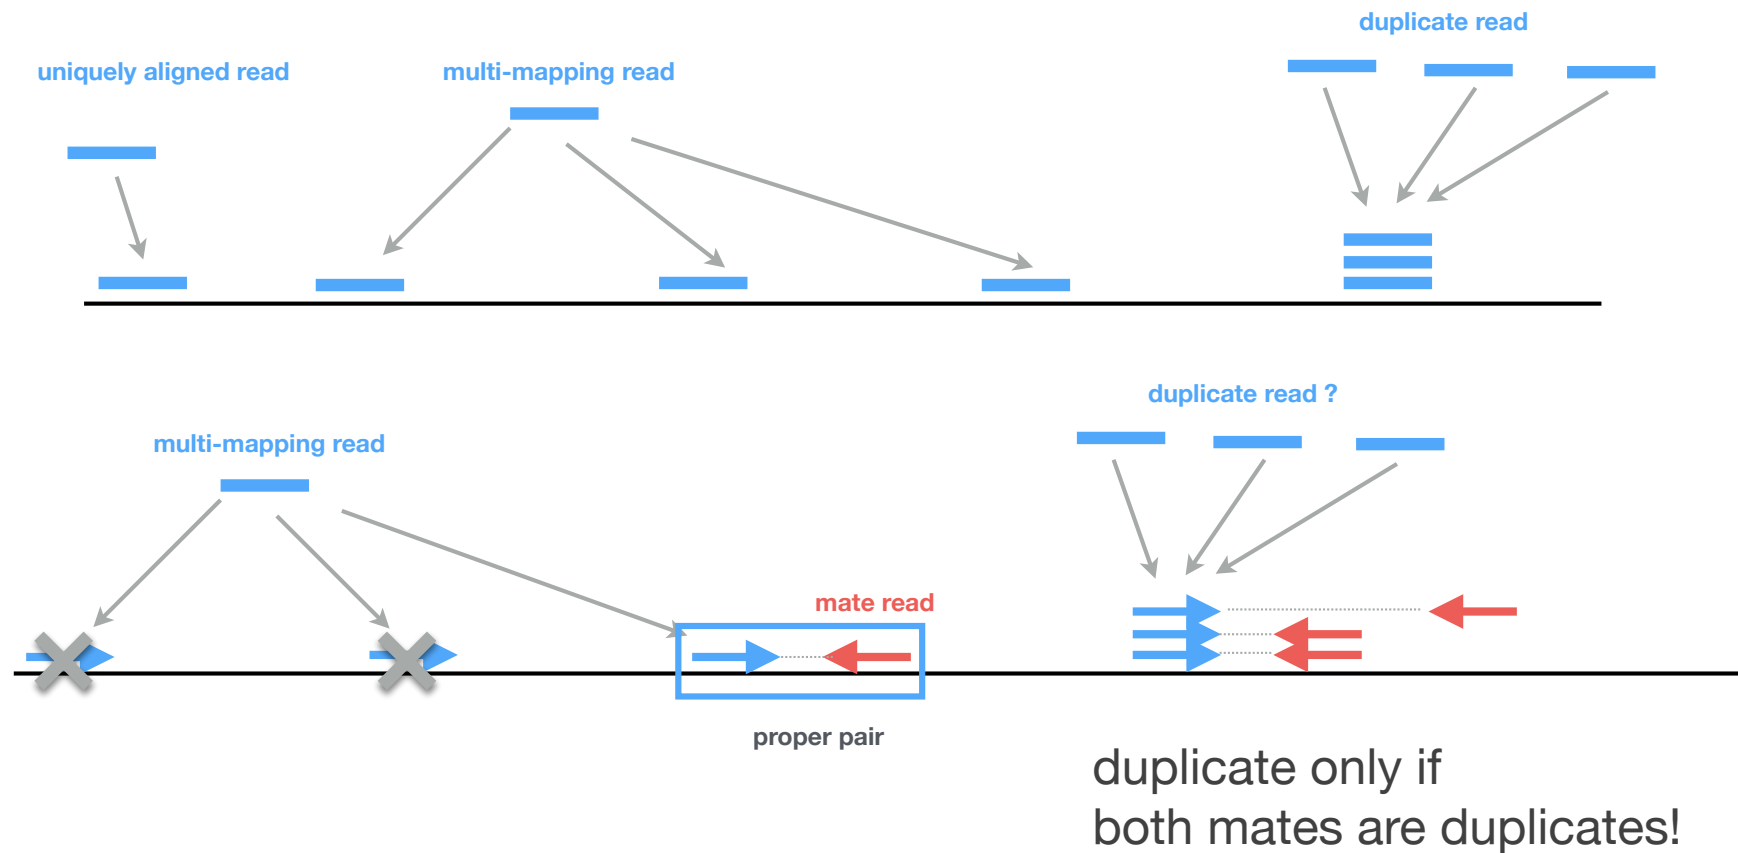 duplicate read
uniquely aligned read
multi-mapping read
duplicate read ?
multi-mapping read
mate read
proper pair
duplicate only if
both mates are duplicates!